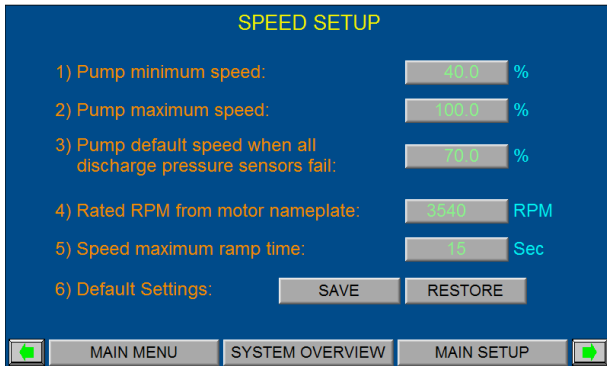 SPEED SETUP
1) Pump minimum speed: 40.0 %
2) Pump maximum speed: 100.0 %
3) Pump default speed when all
discharge pressure sensors fail: 70.0 %
4) Rated RPM from motor nameplate: 3540 RPM
5) Speed maximum ramp time: 15 Sec
6) Default Settings: SAVE RESTORE
MAIN MENU SYSTEM OVERVIEW MAIN SETUP